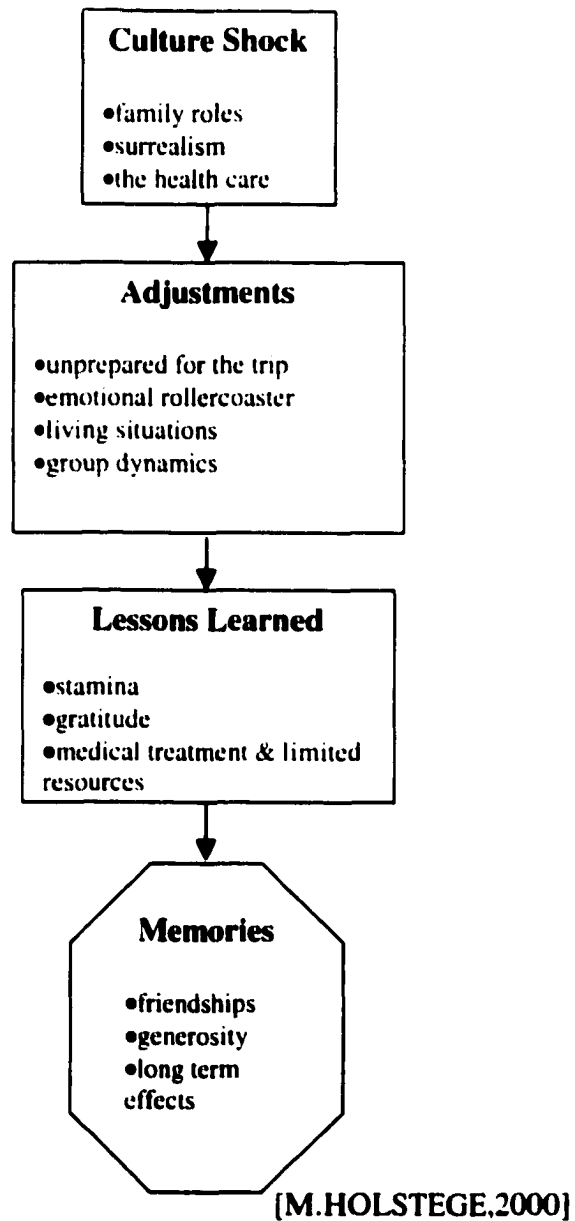 Culture Shock
●family roles
●surrealism
●the health care
Adjustments
●unprepared for the trip
●emotional rollercoaster
●living situations
●group dynamics
Lessons Learned
●stamina
●gratitude
●medical treatment & limited
resources
Memories
●friendships
●generosity
●long term
effects
[M.HOLSTEGE,2000]